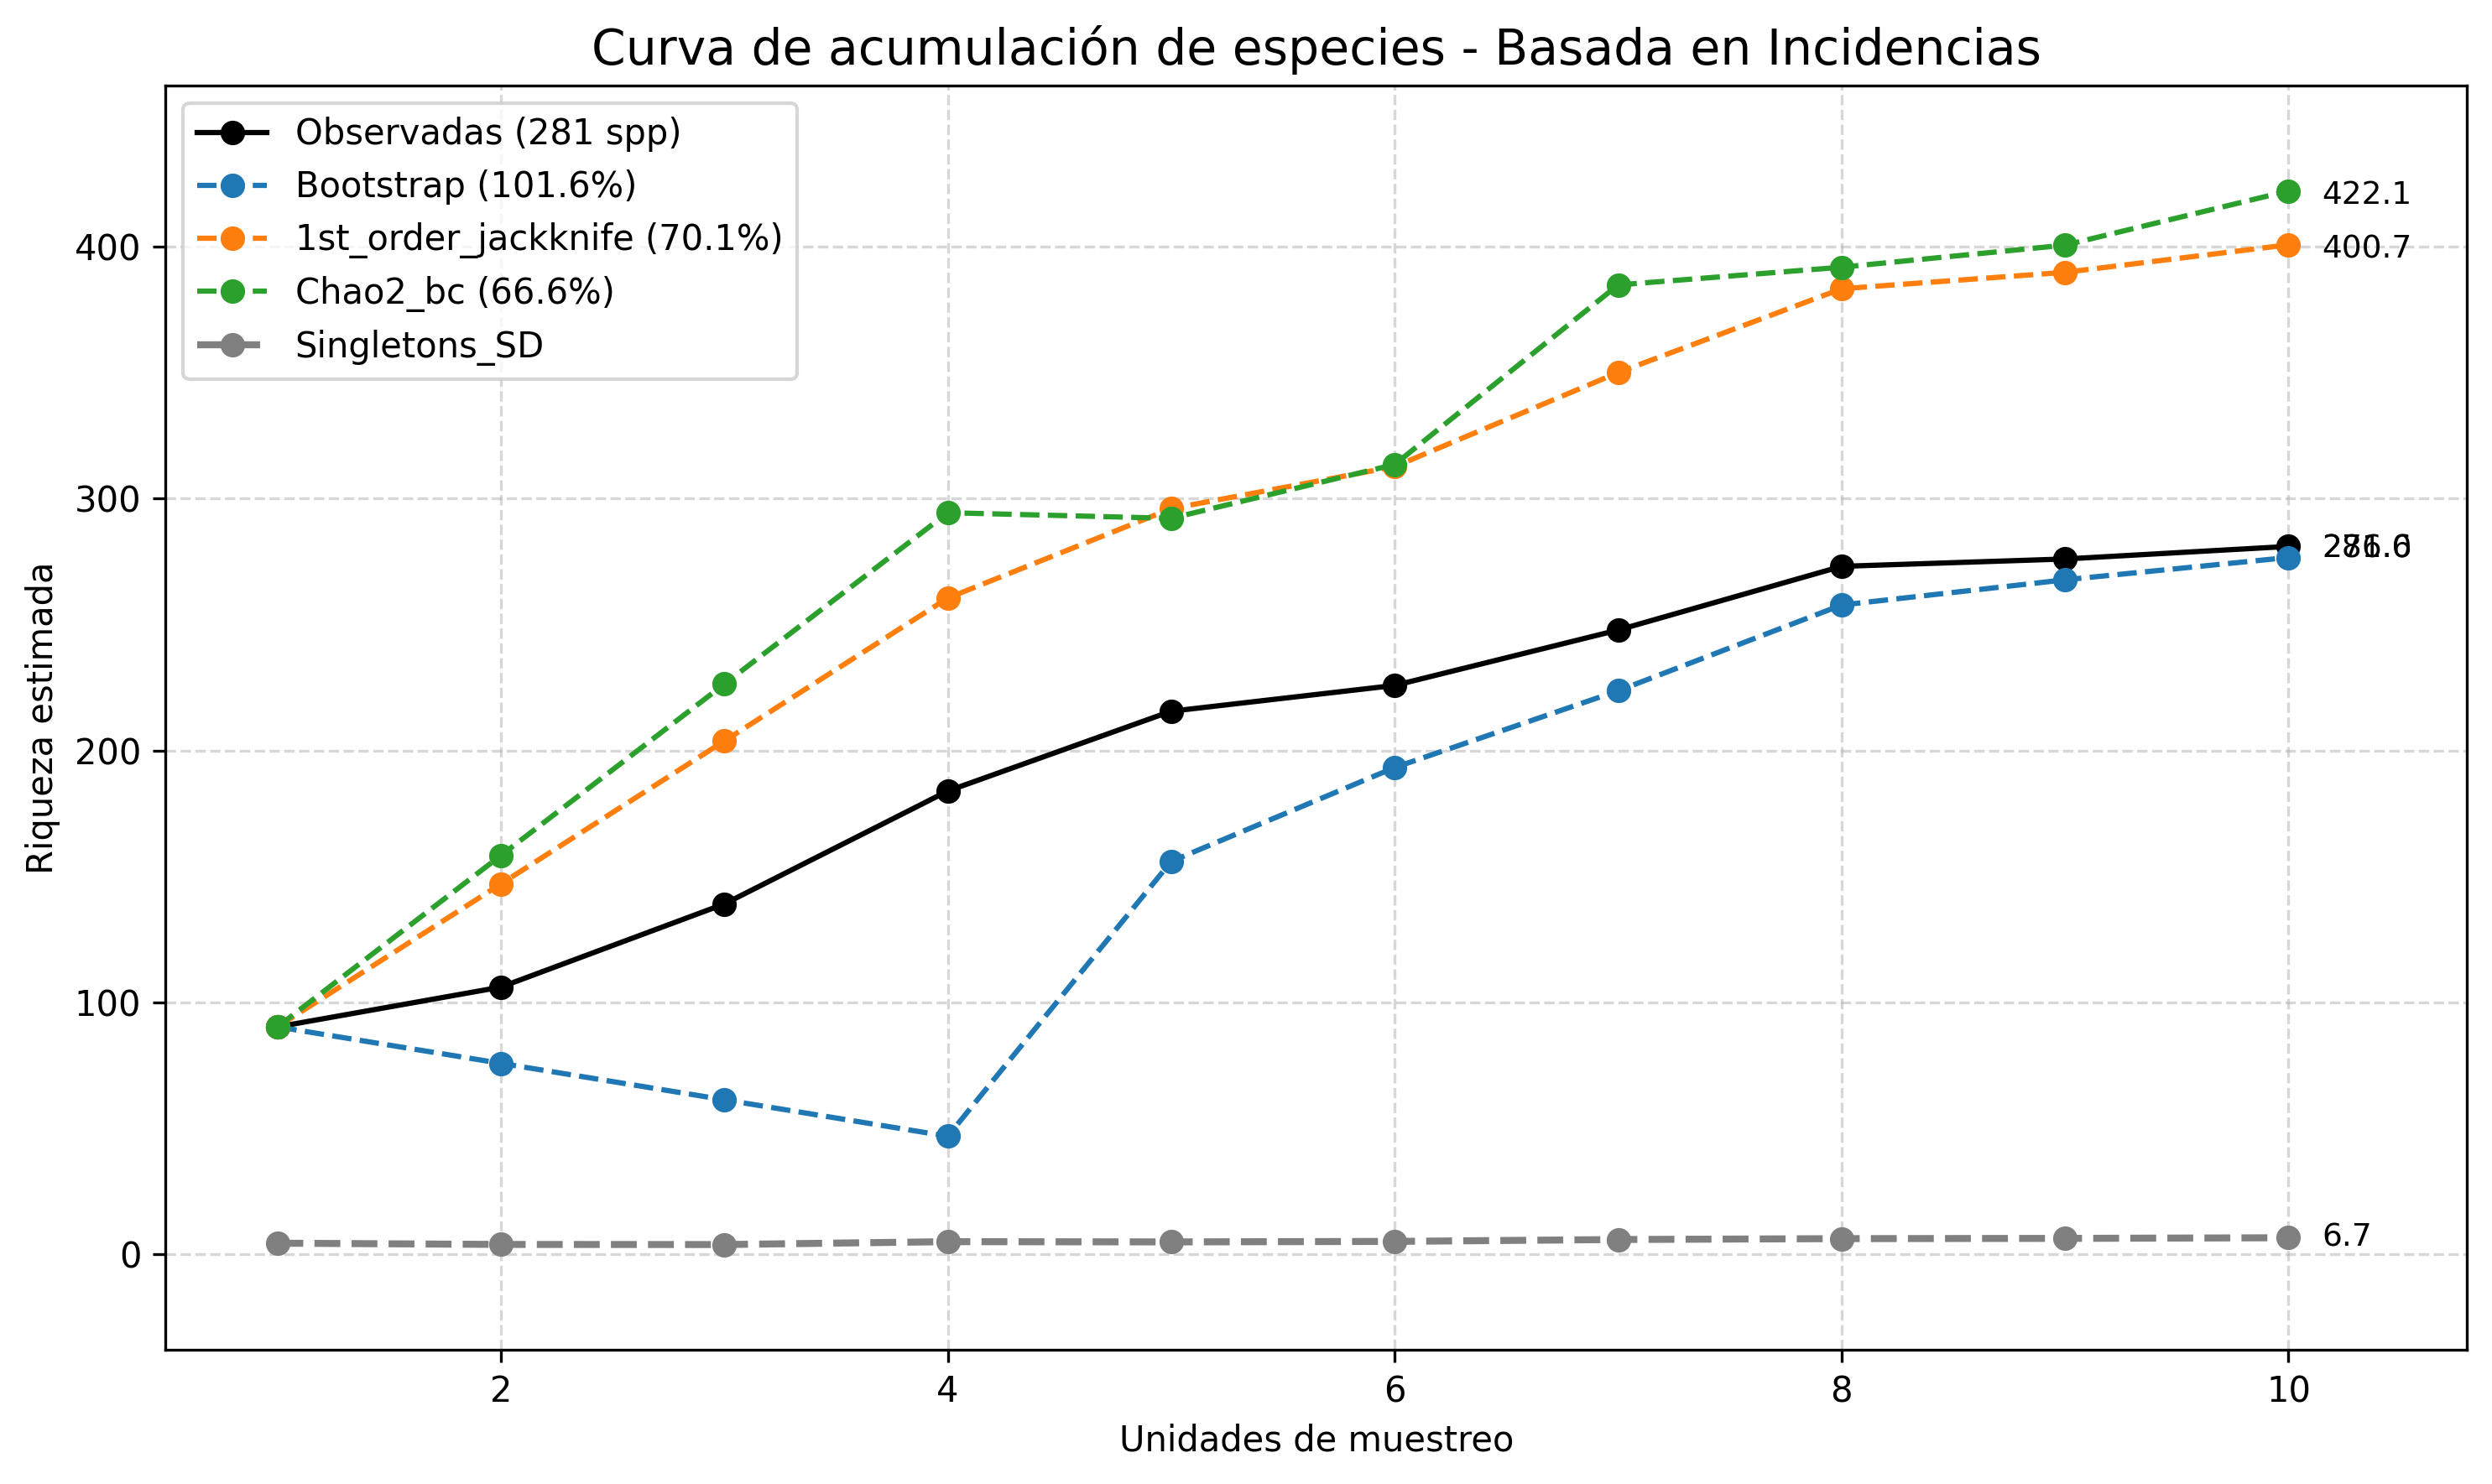 Curva de acumulación de especies - Basada en Incidencias
Observadas (281 spp)
Bootstrap (101.6%)
1st_order_jackknife (70.1%)
Chao2_bc (66.6%)
Singletons_SD
422.1
400.7
6.7
400
300
200
100
0
Riqueza estimada
2
4
6
8
10
Unidades de muestreo